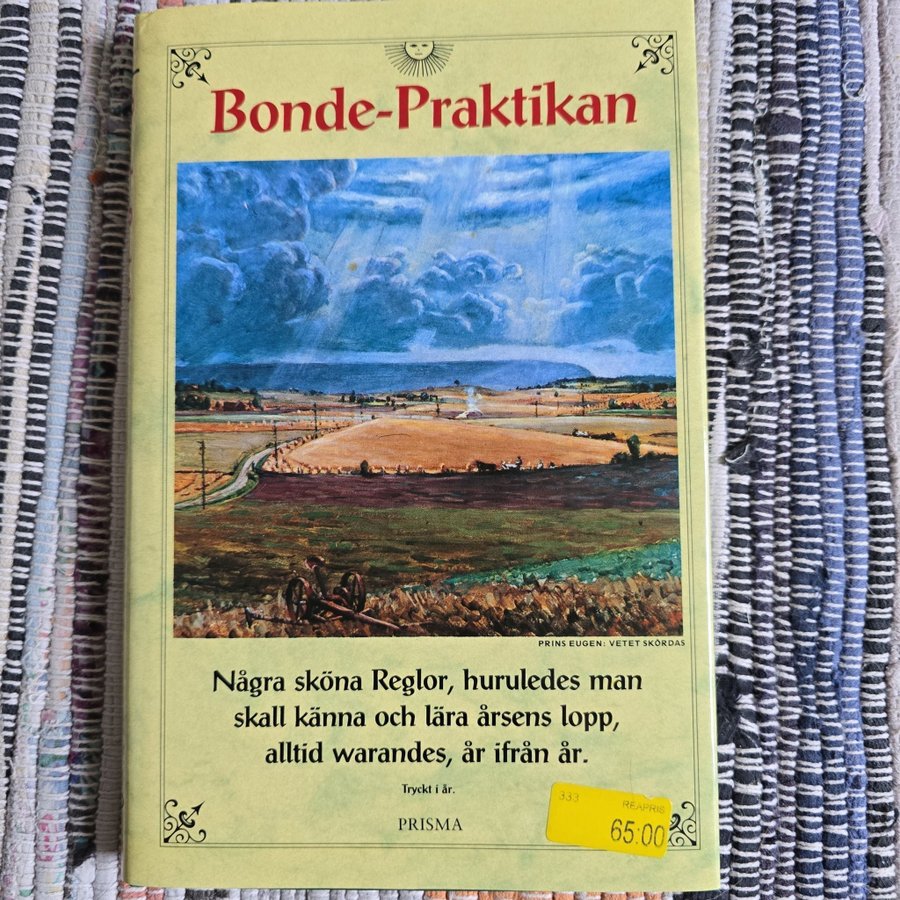 Bonde-Praktikan
PRINS EUGEN: VETET SKÖRDAS
Några sköna Reglor, huruledes man
skall känna och lära årsens lopp,
alltid warandes, år ifrån år.
Tryckt i år.
PRISMA
333 REAPRIS
65:00